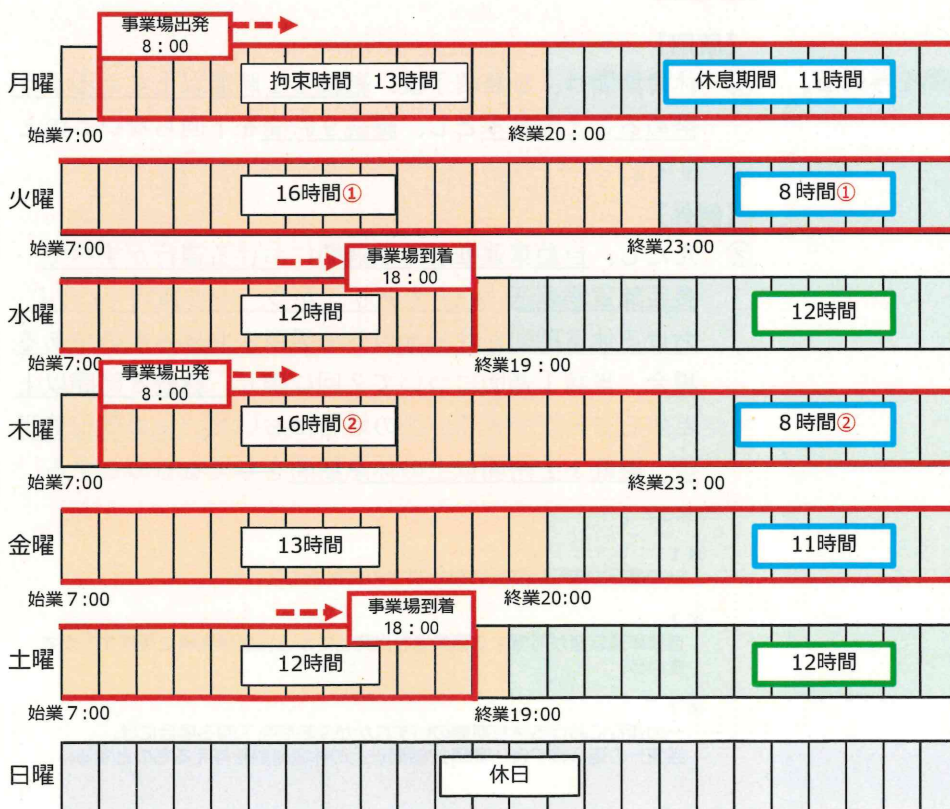 事業場出発
8：00
月曜
拘束時間　13時間
休息期間　11時間
始業7:00
終業20：00
火曜
16時間①
8時間①
始業7:00
終業23:00
事業場到着
18：00
水曜
12時間
12時間
始業7:00
終業19：00
事業場出発
8：00
木曜
16時間②
8時間②
始業7:00
終業23：00
金曜
13時間
11時間
始業７:00
終業20:00
事業場到着
18：00
土曜
12時間
12時間
始業７:00
終業19:00
日曜
休日